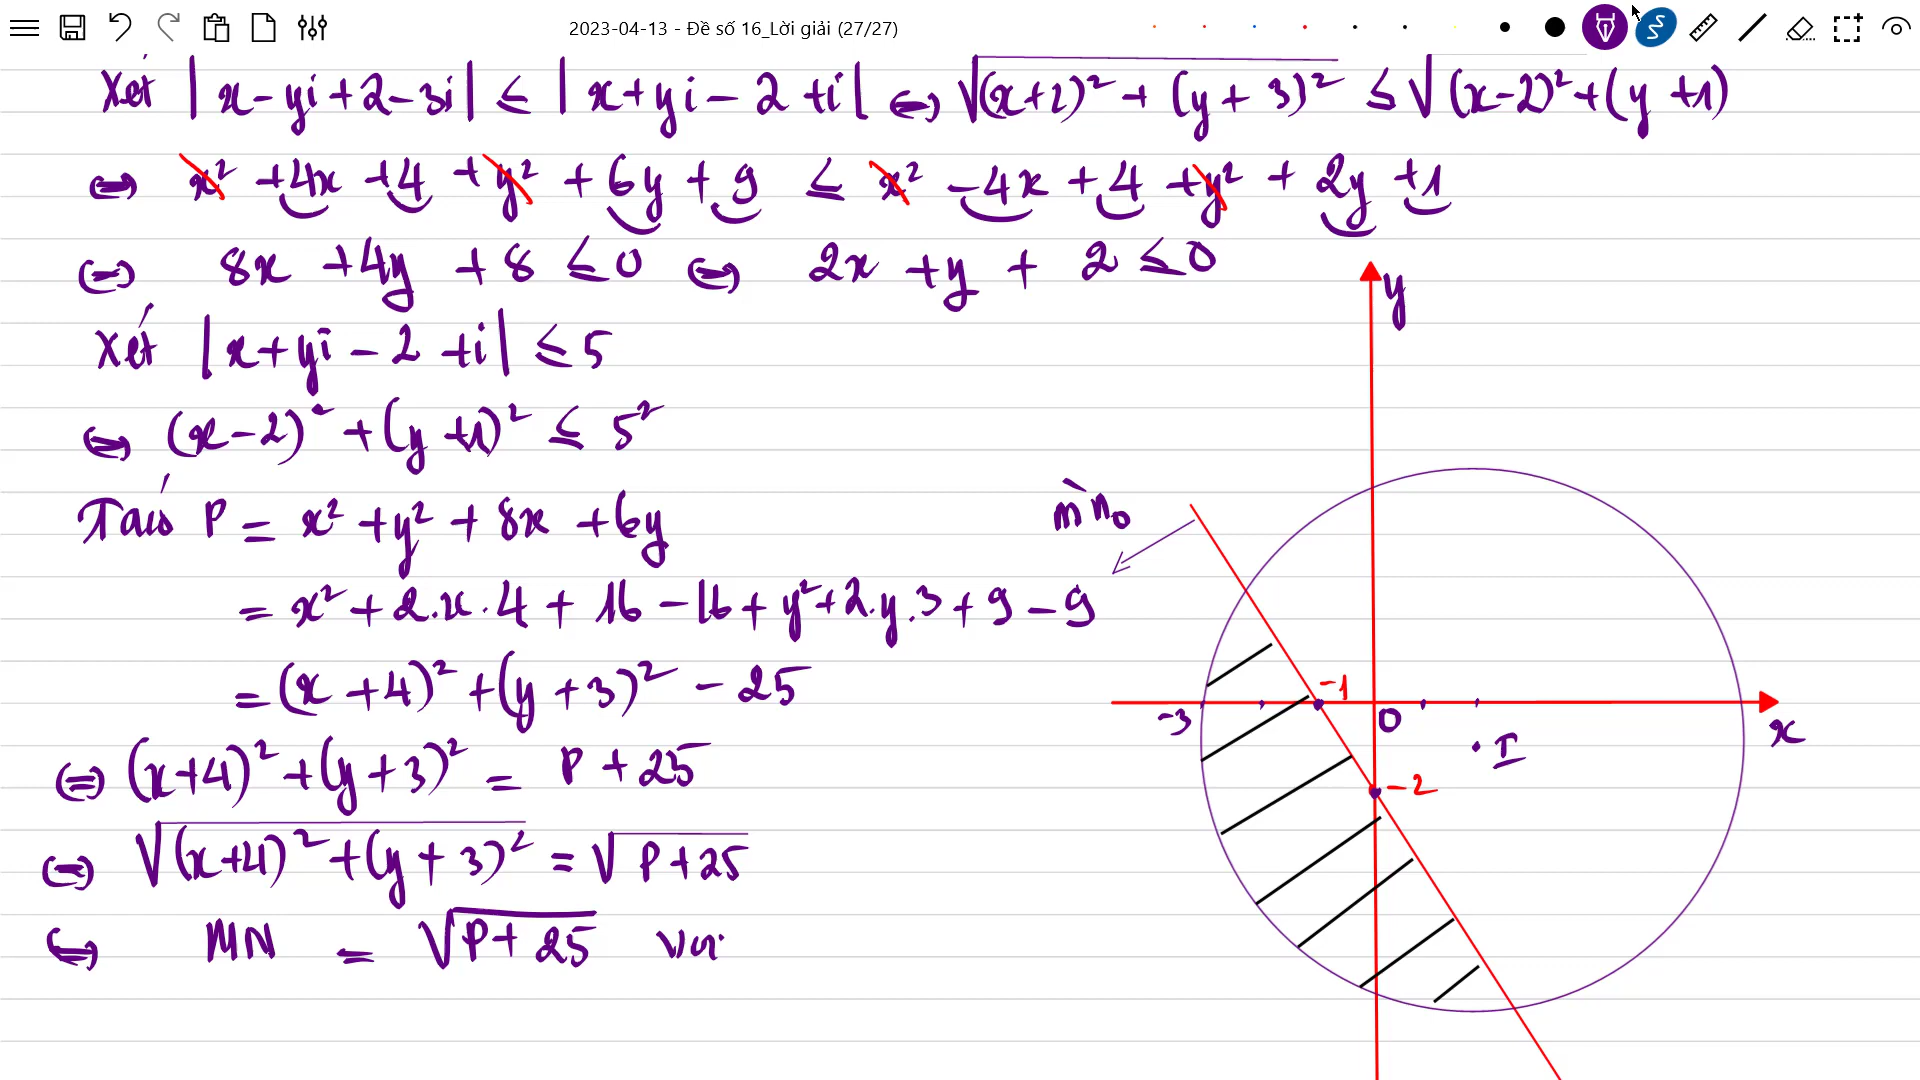 2023-04-13 - Đề số 16_Lời giải (27/27)
Xét |x-yi+2-3i| ≤ |x+yi-2+i| ⇔ √(x+2)² + (y+3)² ≤ √(x-2)²+(y+1)
⇔ x² +4x +4 +y² + 6y + 9 ≤ x² -4x + 4 +y² + 2y +1
⇔ 8x +4y + 8 ≤0 ⇔ 2x +y + 2 ≤0
Xét |x+yi-2+i| ≤5
⇔ (x-2)² +(y+1)² ≤ 5²
P = x² +y² + 8x +6y
= x² + 2.x.4 + 16 -16 + y²+2.y.3 + 9 - 9
= (x +4)² +(y +3)² - 25
⇔ (x+4)²+(y+3)² = P + 25
⇔ √(x+4)²+(y+3)² = √P+25
⇔ MN = √P+25 với
y
-3
-1
O
x
I
-2